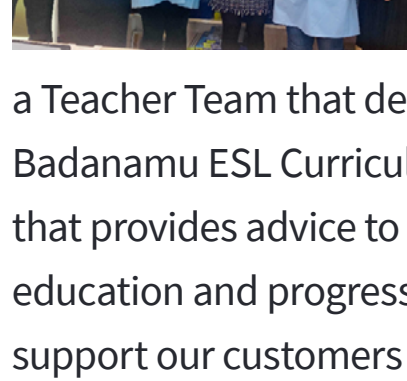 a Teacher Team that de
Badanamu ESL Curricul
that provides advice to
education and progress
support our customers